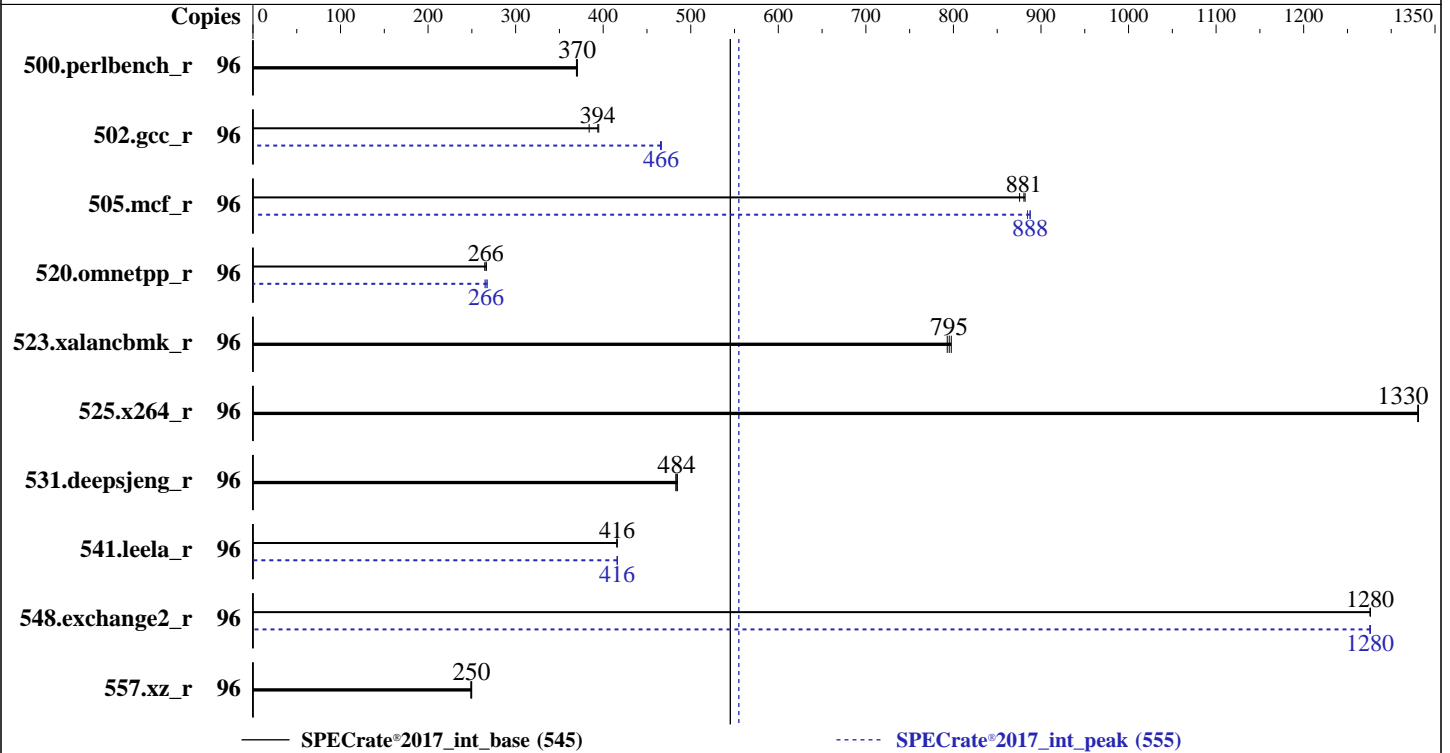 Copies 0 100 200 300 400 500 600 700 800 900 1000 1100 1200 1350
370
500.perlbench_r 96
394
502.gcc_r 96
466
881
505.mcf_r 96
888
266
520.omnetpp_r 96
266
795
523.xalancbmk_r 96
1330
525.x264_r 96
484
531.deepsjeng_r 96
416
541.leela_r 96
416
1280
548.exchange2_r 96
1280
250
557.xz_r 96
SPECrate®2017_int_base (545) SPECrate®2017_int_peak (555)